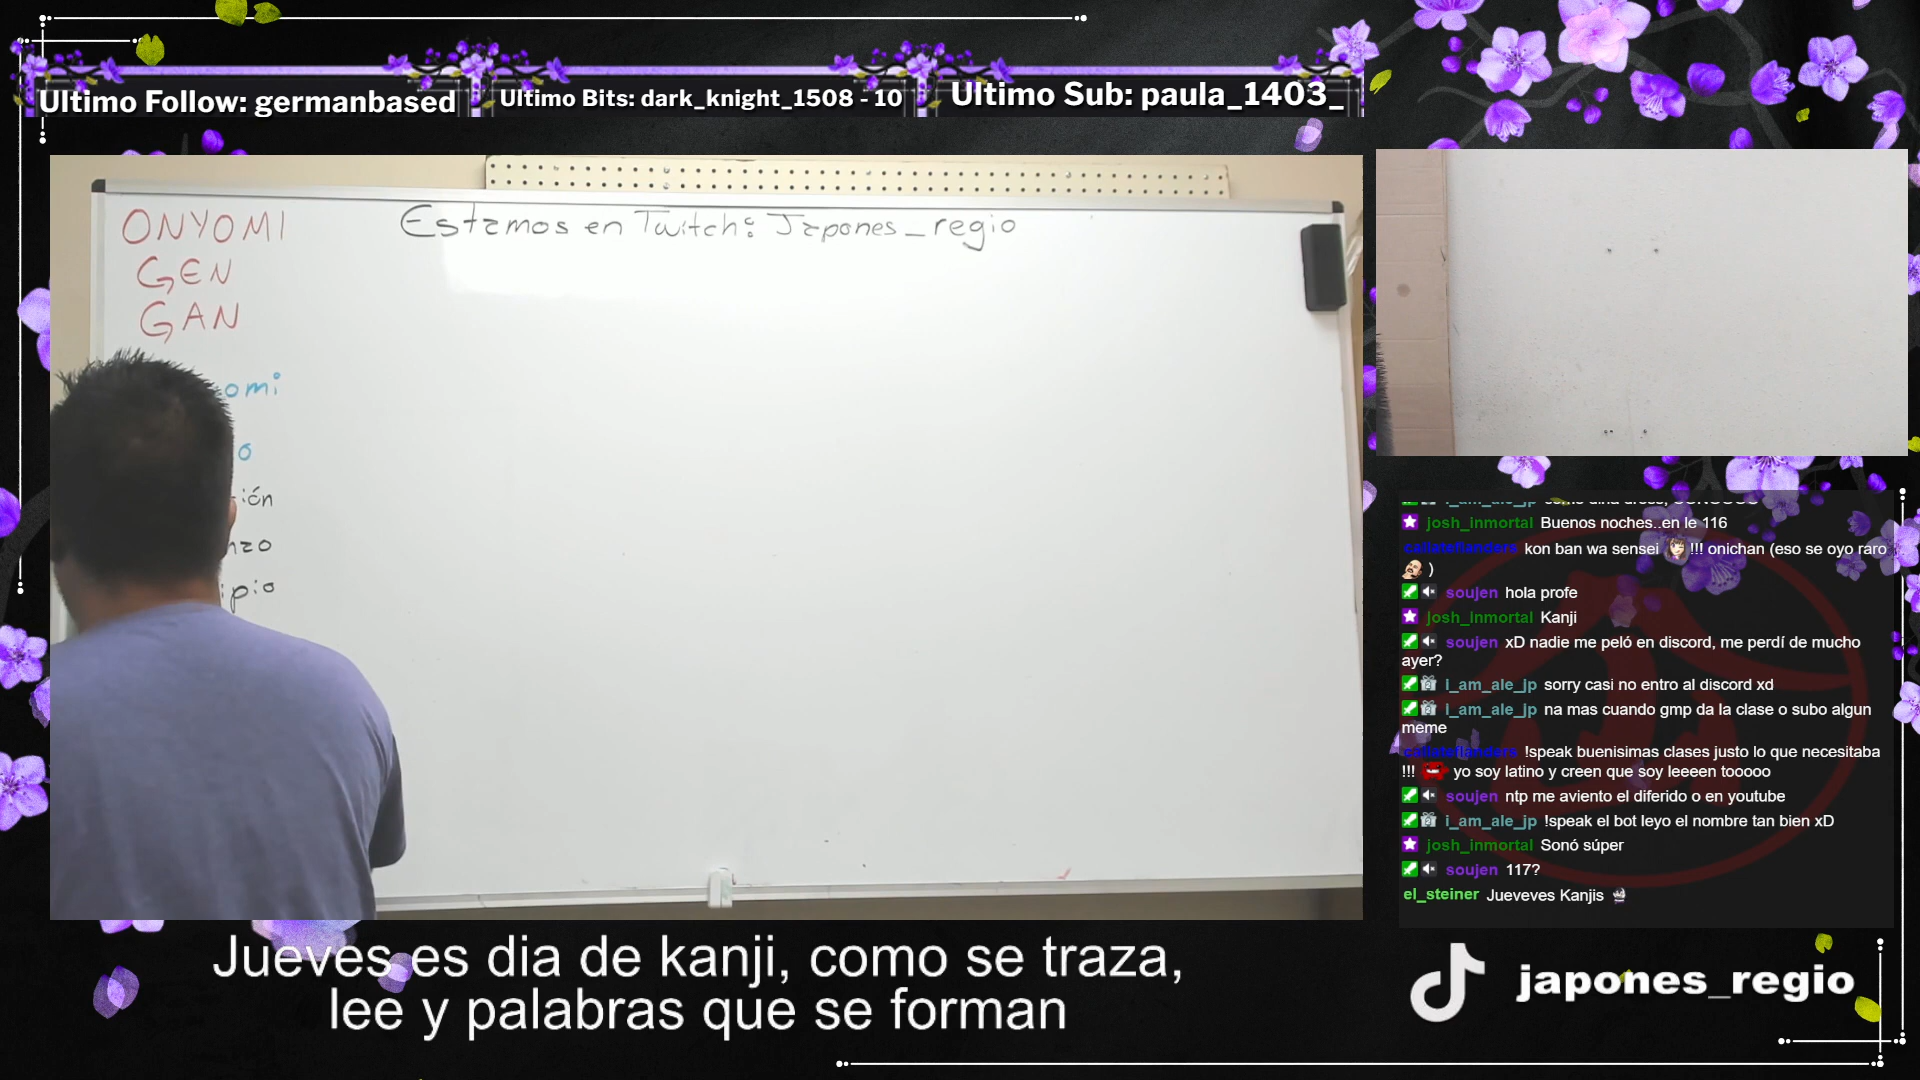 Ultimo Follow: germanbased
Ultimo Bits: dark_knight_1508 - 10
Ultimo Sub: paula_1403_
ONYOMI
GEN
GAN
omi
o
ión
nzo
ipio
Estamos en Twitch: Japones_regio
josh_inmortal Buenos noches..en le 116
callateflanders kon ban wa sensei !!! onichan (eso se oyo raro
)
soujen hola profe
josh_inmortal Kanji
soujen xD nadie me peló en discord, me perdí de mucho
ayer?
i_am_ale_jp sorry casi no entro al discord xd
i_am_ale_jp na mas cuando gmp da la clase o subo algun
meme
callateflanders !speak buenisimas clases justo lo que necesitaba
!!! yo soy latino y creen que soy leeeen tooooo
soujen ntp me aviento el diferido o en youtube
i_am_ale_jp !speak el bot leyo el nombre tan bien xD
josh_inmortal Sonó súper
soujen 117?
el_steiner Jueveves Kanjis
Jueves es dia de kanji, como se traza,
lee y palabras que se forman
japones_regio